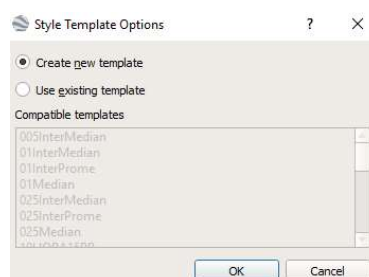 Style Template Options ? ×
Create new template
Use existing template
Compatible templates
005InterMedian
01InterMedian
01InterProme
01Median
025InterMedian
025InterProme
025Median
OK Cancel